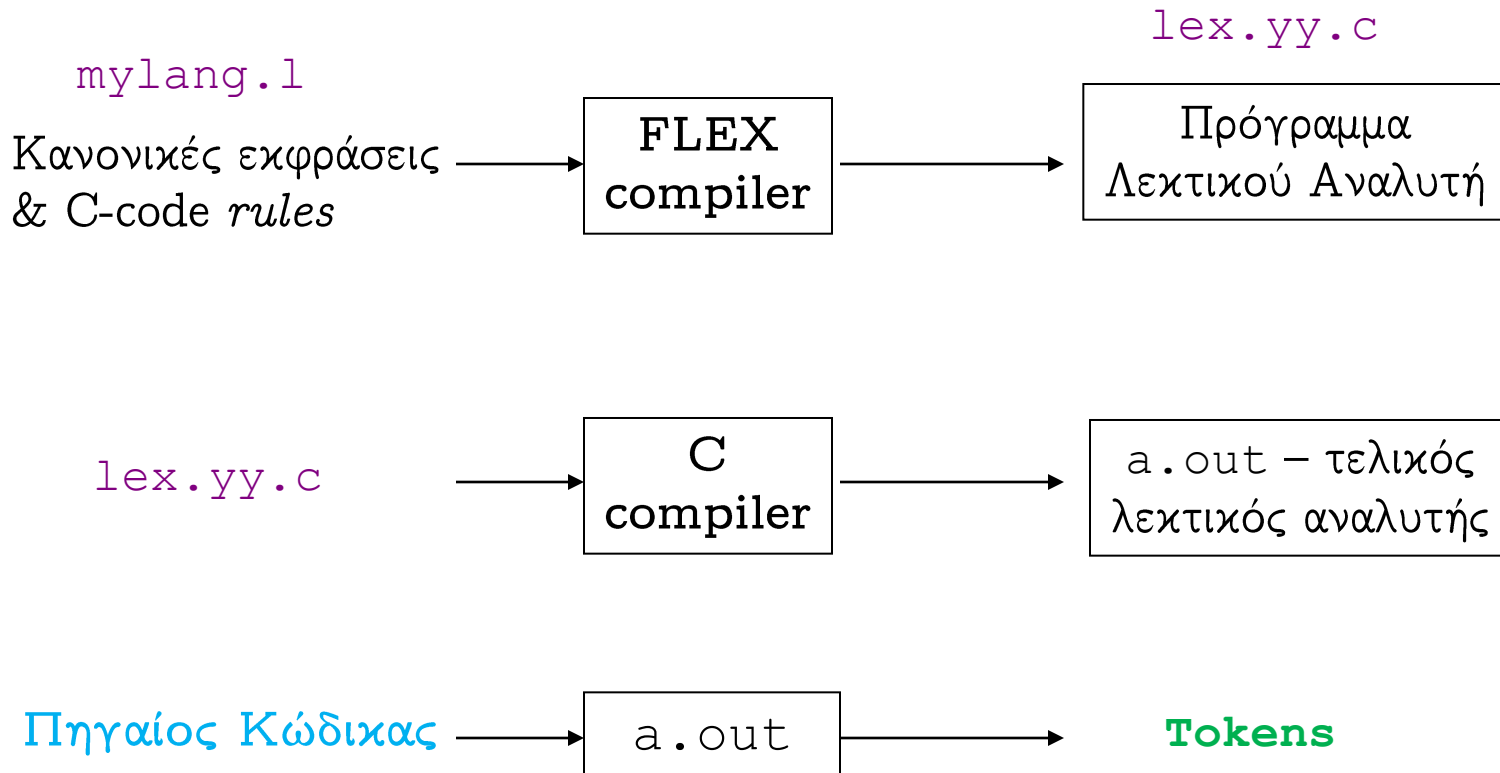 lex.yy.c
mylang.l
Κανονικές εκφράσεις
& C-code rules
FLEX
compiler
Πρόγραμμα
Λεκτικού Αναλυτή
lex.yy.c
C
compiler
a.out – τελικός
λεκτικός αναλυτής
Πηγαίος Κώδικας
a.out
Tokens